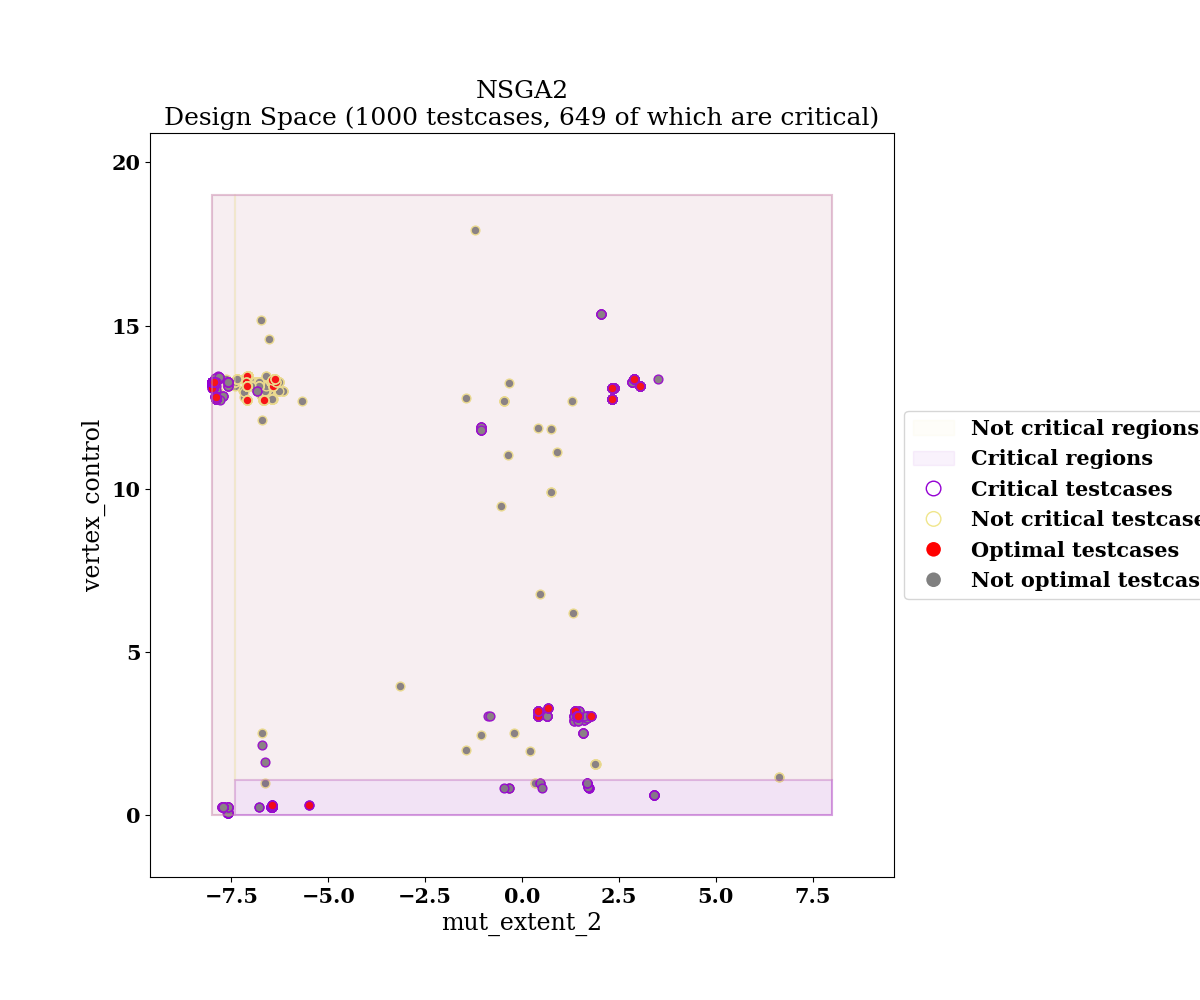 NSGA2
Design Space (1000 testcases, 649 of which are critical)
20
15
10
5
0
vertex_control
−7.5
−5.0
−2.5
0.0
2.5
5.0
7.5
mut_extent_2
Not critical regions
Critical regions
Critical testcases
Not critical testcase
Optimal testcases
Not optimal testcas